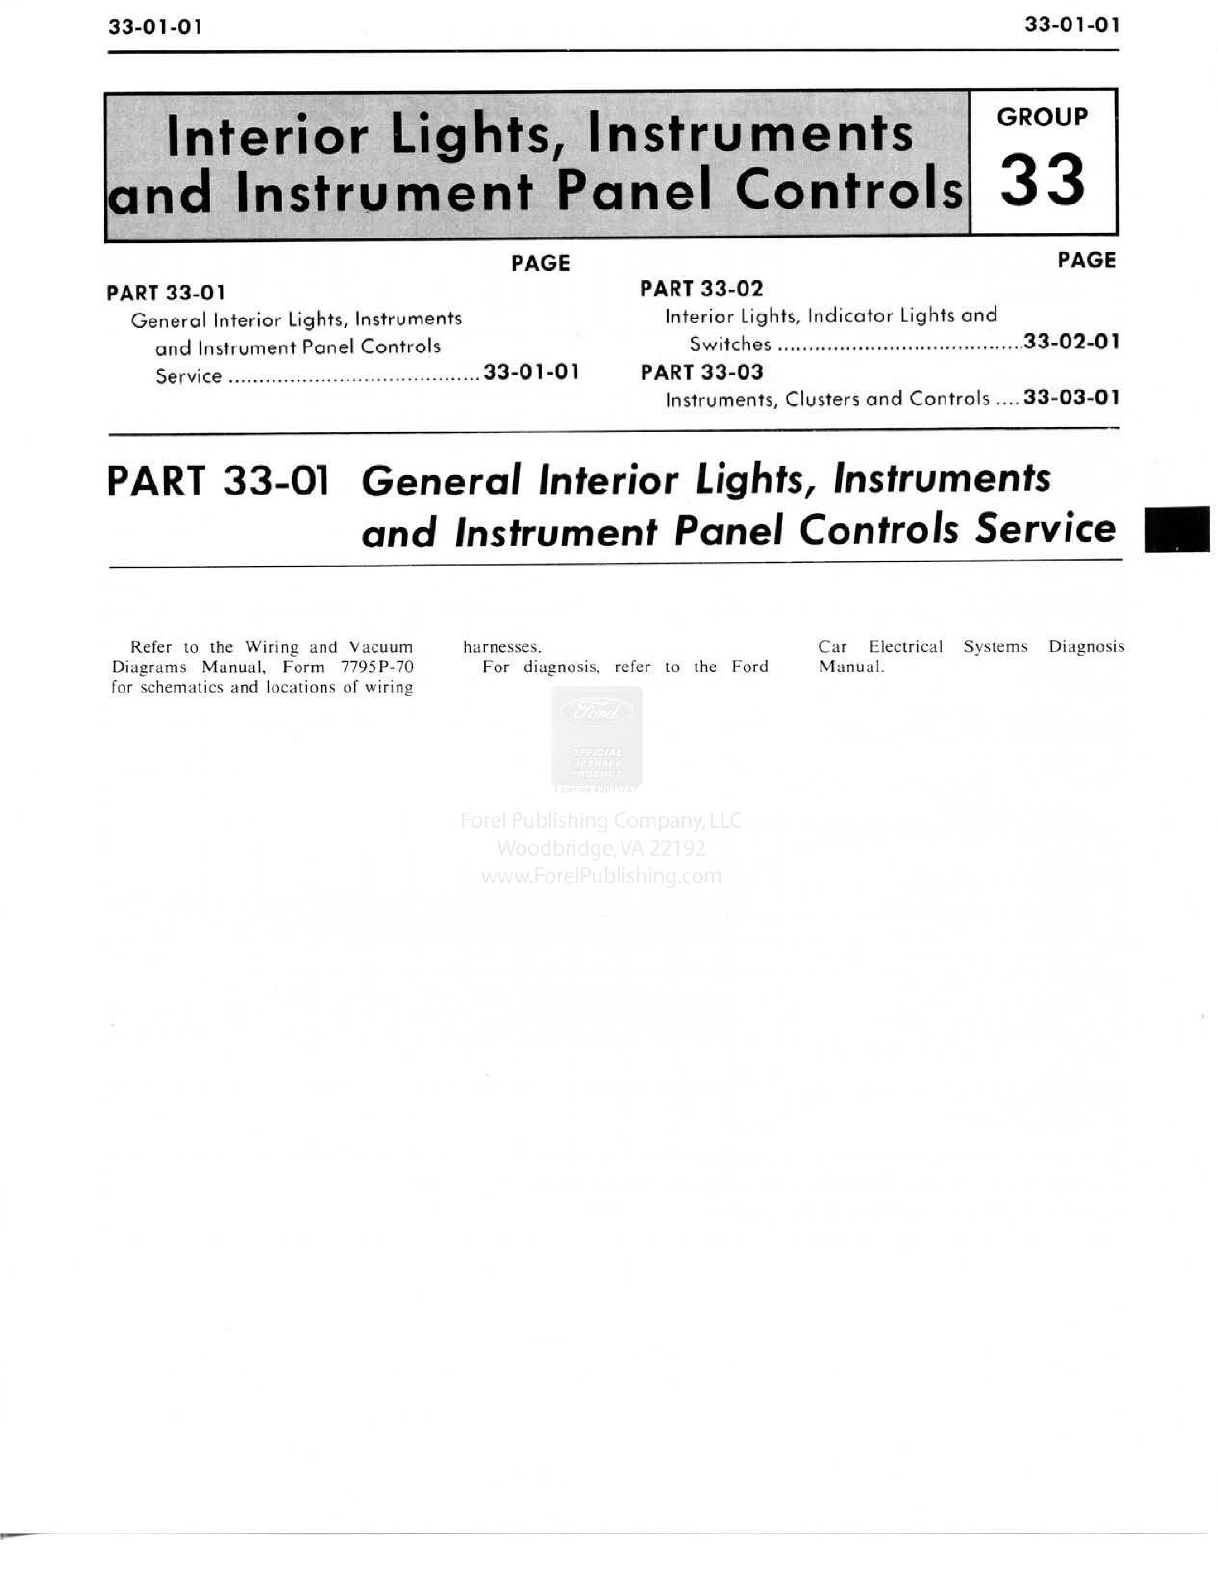 33-01-01 33-01-01
Interior Lights, Instruments
and Instrument Panel Controls
GROUP
33
PAGE
PART 33-01
General Interior Lights, Instruments
and Instrument Panel Controls
Service ......................................... 33-01-01
PAGE
PART 33-02
Interior Lights, Indicator Lights and
Switches ........................................ 33-02-01
PART 33-03
Instruments, Clusters and Controls .... 33-03-01
PART 33-01 General Interior Lights, Instruments
and Instrument Panel Controls Service
Refer to the Wiring and Vacuum
Diagrams Manual, Form 7795P-70
for schematics and locations of wiring
harnesses.
For diagnosis, refer to the Ford
Car Electrical Systems Diagnosis
Manual.
Ford
OFFICIAL
LICENSED
PRODUCT
Forel Publishing Company, LLC
Woodbridge, VA 22192
www.ForelPublishing.com